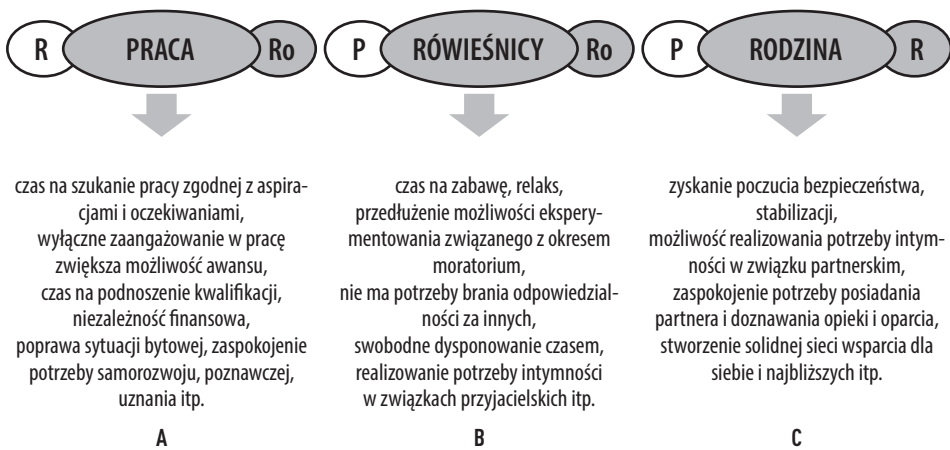 R PRACA Ro
P RÓWIEŚNICY Ro
P RODZINA R
czas na szukanie pracy zgodnej z aspira-
cjami i oczekiwaniami,
wyłączne zaangażowanie w pracę
zwiększa możliwość awansu,
czas na podnoszenie kwalifikacji,
niezależność finansowa,
poprawa sytuacji bytowej, zaspokojenie
potrzeby samorozwoju, poznawczej,
uznania itp.
A
czas na zabawę, relaks,
przedłużenie możliwości ekspery-
mentowania związanego z okresem
moratorium,
nie ma potrzeby brania odpowiedzial-
ności za innych,
swobodne dysponowanie czasem,
realizowanie potrzeby intymności
w związkach przyjacielskich itp.
B
zyskanie poczucia bezpieczeństwa,
stabilizacji,
możliwość realizowania potrzeby intym-
ności w związku partnerskim,
zaspokojenie potrzeby posiadania
partnera i doznawania opieki i oparcia,
stworzenie solidnej sieci wsparcia dla
siebie i najbliższych itp.
C